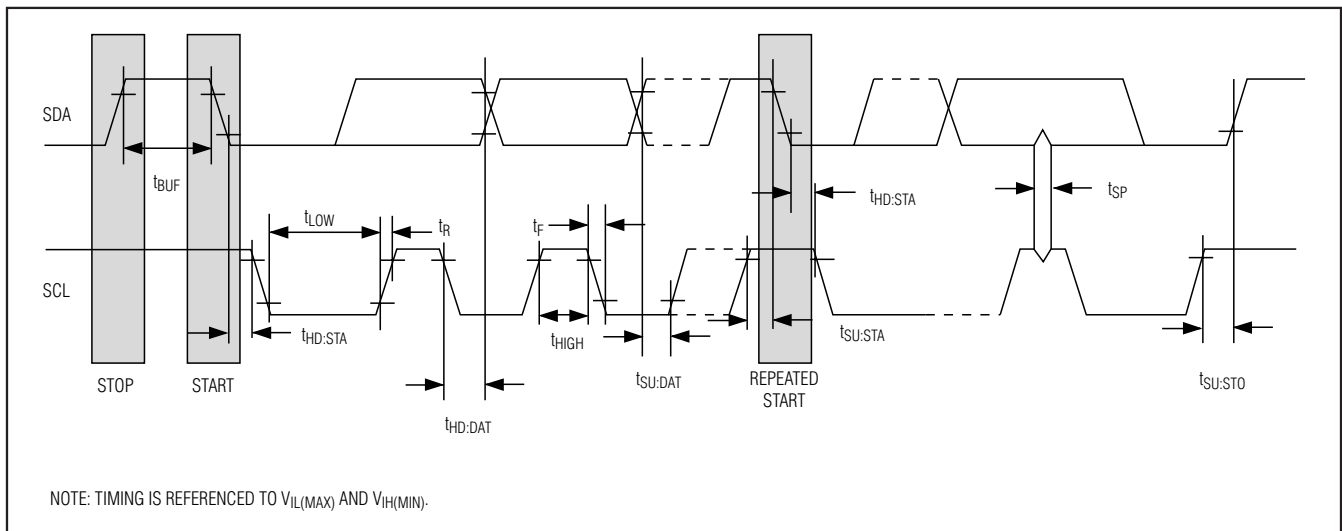 SDA
tBUF
tHD:STA
tSP
tLOW
tR
tF
SCL
tHD:STA
tHIGH
tSU:STA
tSU:DAT
tSU:STO
STOP
START
REPEATED
START
tHD:DAT
NOTE: TIMING IS REFERENCED TO VIL(MAX) AND VIH(MIN).